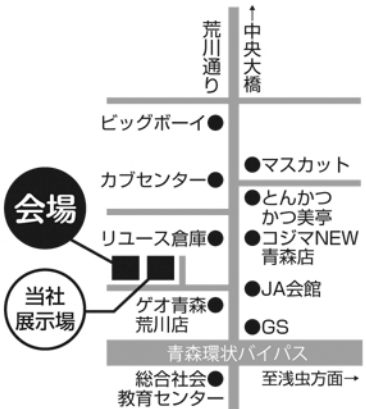 ↑中央大橋
荒川通り
ビッグボーイ●
●マスカット
カブセンター●
●とんかつ
かつ美亭
会場
リユース倉庫●
●コジマNEW
青森店
当社
展示場
●JA会館
ゲオ青森●
荒川店
●GS
青森環状バイパス
総合社会●
教育センター
至浅虫方面→